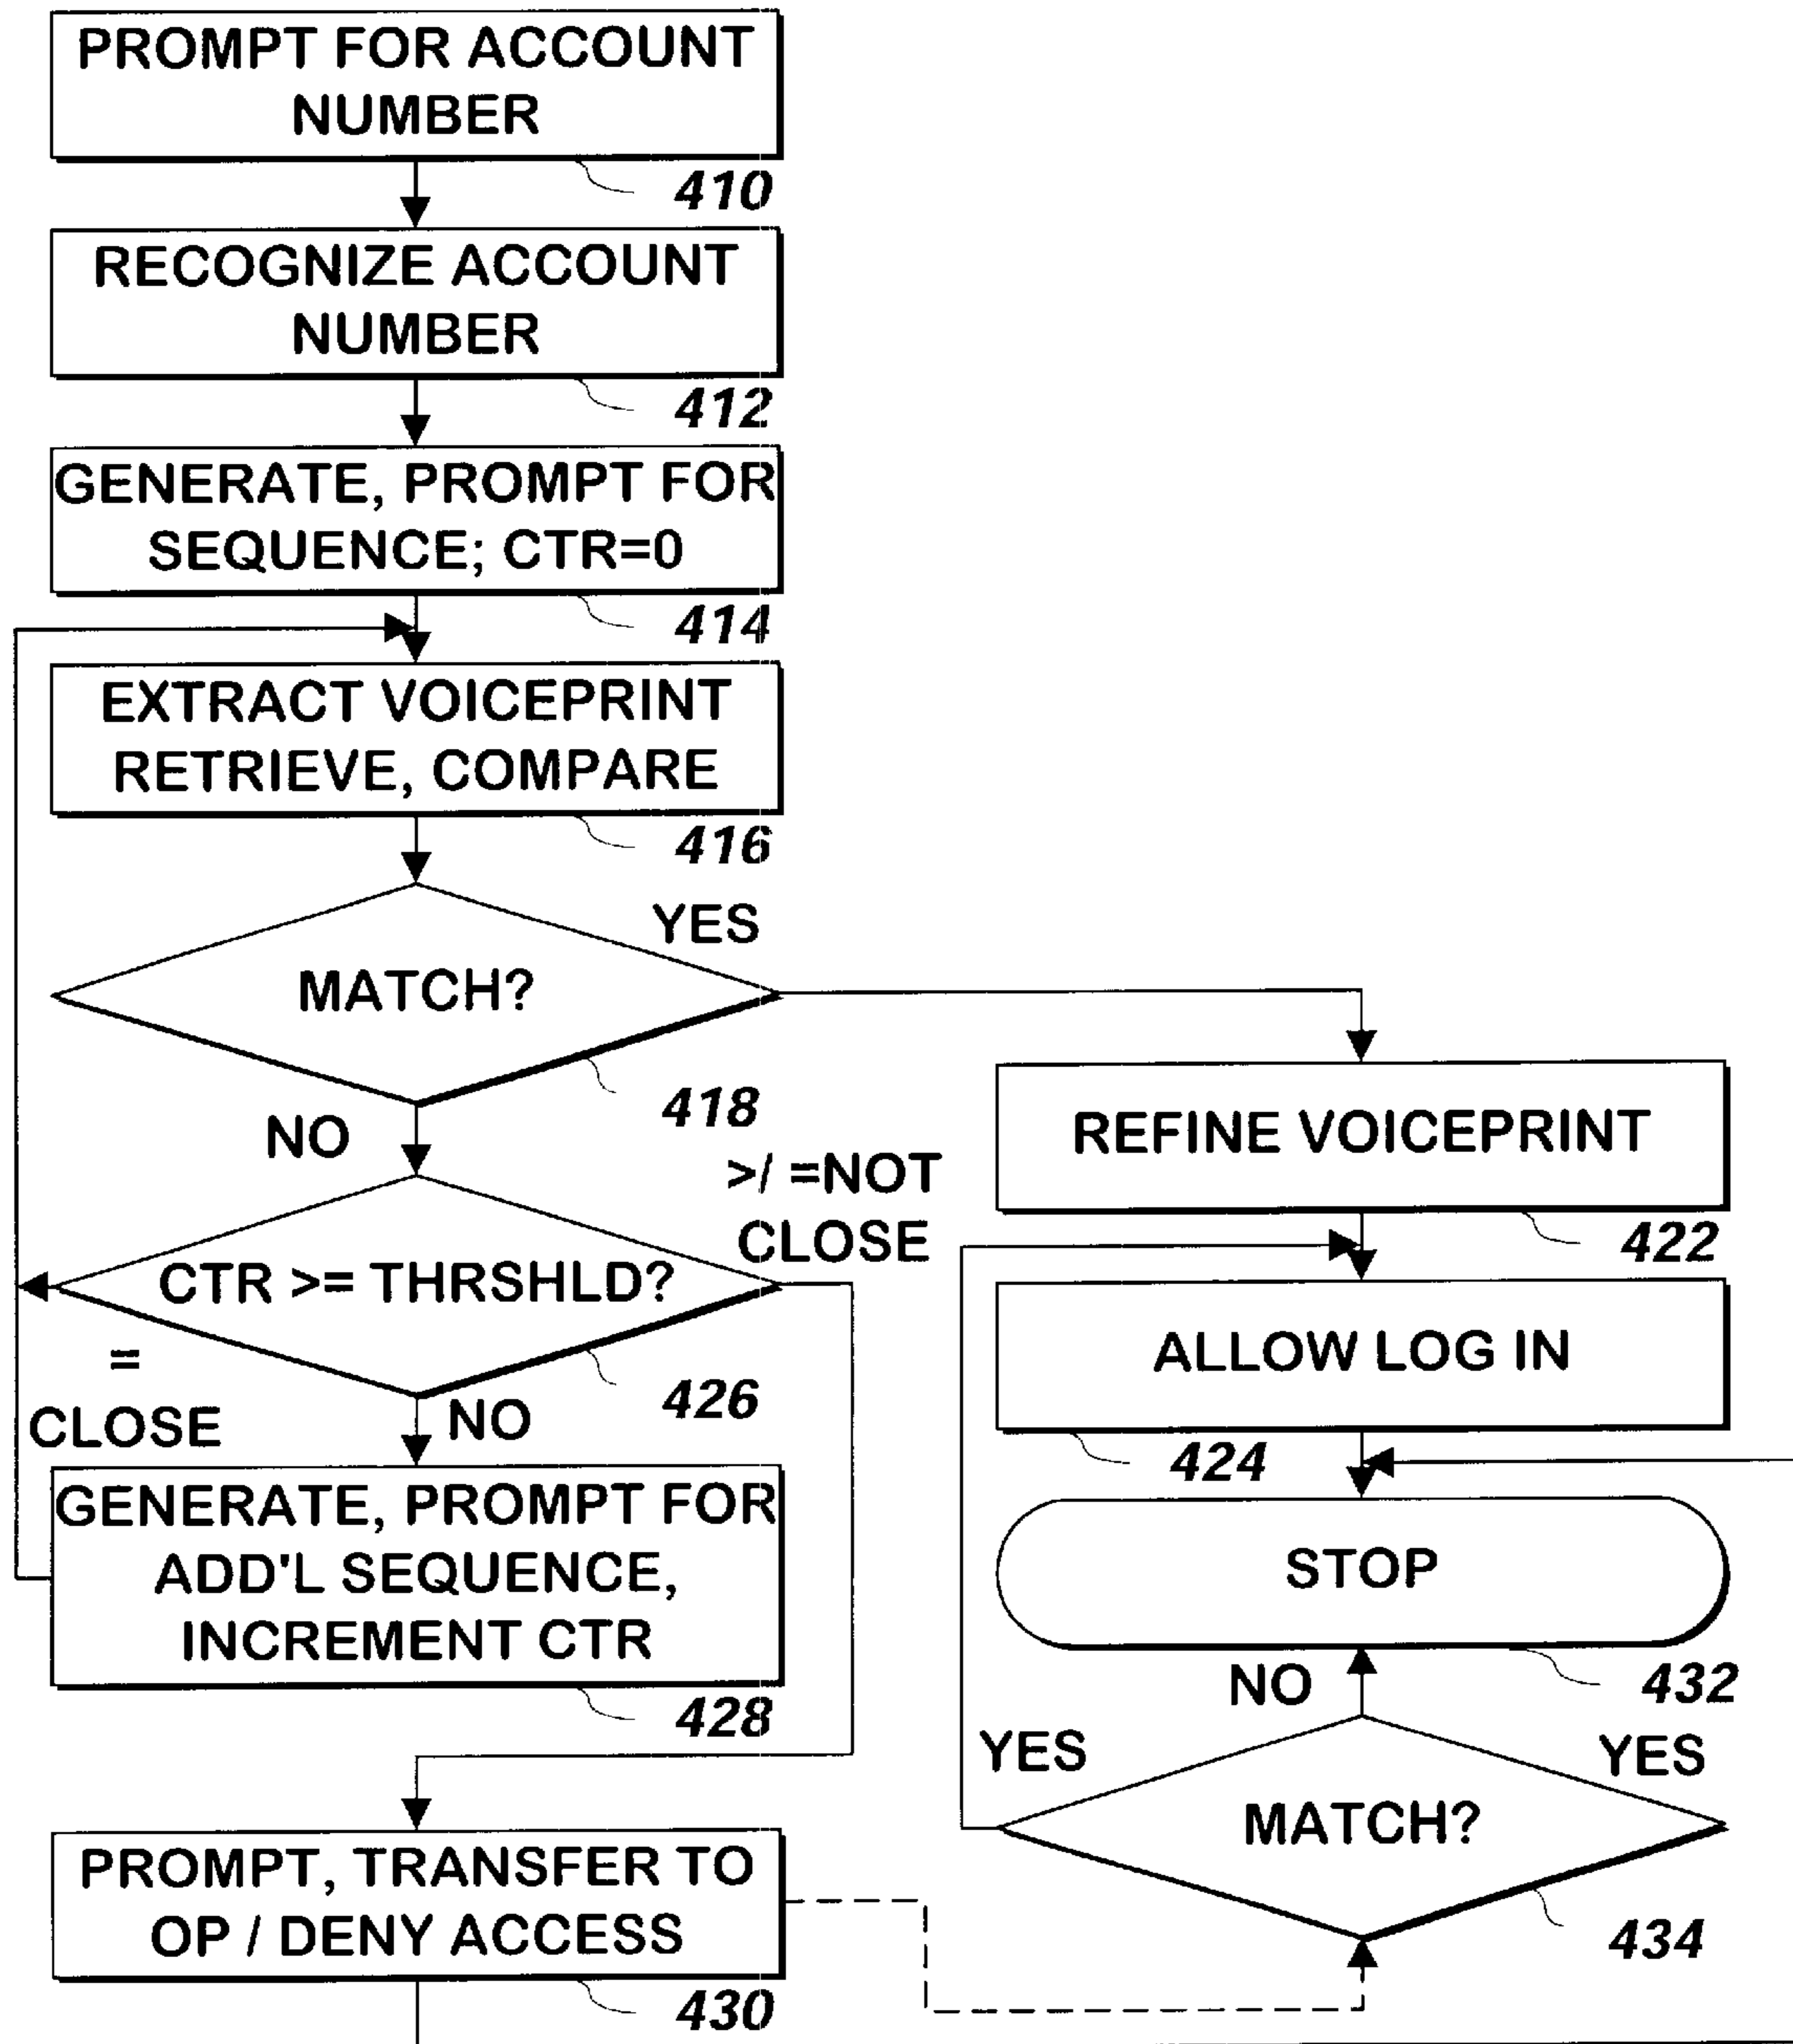 PROMPT FOR ACCOUNT
NUMBER
410
RECOGNIZE ACCOUNT
NUMBER
412
GENERATE, PROMPT FOR
SEQUENCE; CTR=0
414
EXTRACT VOICEPRINT
RETRIEVE, COMPARE
416
YES
MATCH?
418
NO
>/ =NOT
CLOSE
CTR >= THRSHLD?
426
=
CLOSE
NO
GENERATE, PROMPT FOR
ADD'L SEQUENCE,
INCREMENT CTR
428
PROMPT, TRANSFER TO
OP / DENY ACCESS
430
REFINE VOICEPRINT
422
ALLOW LOG IN
424
STOP
432
NO
YES
YES
MATCH?
434